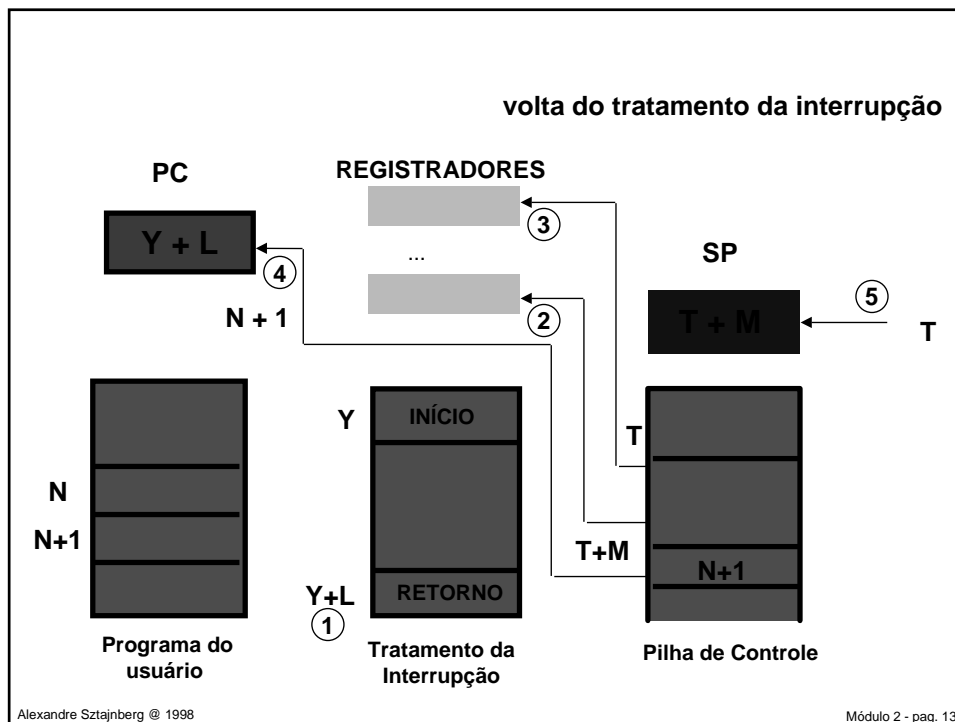 volta do tratamento da interrupção
PC
REGISTRADORES
Y + L
3
SP
...
4
5
N + 1
2
T + M
T
Y
INÍCIO
T
N
N+1
T+M
N+1
Y+L
RETORNO
1
Programa do
usuário
Tratamento da
Interrupção
Pilha de Controle
Alexandre Sztajnberg @ 1998
Módulo 2 - pag. 13